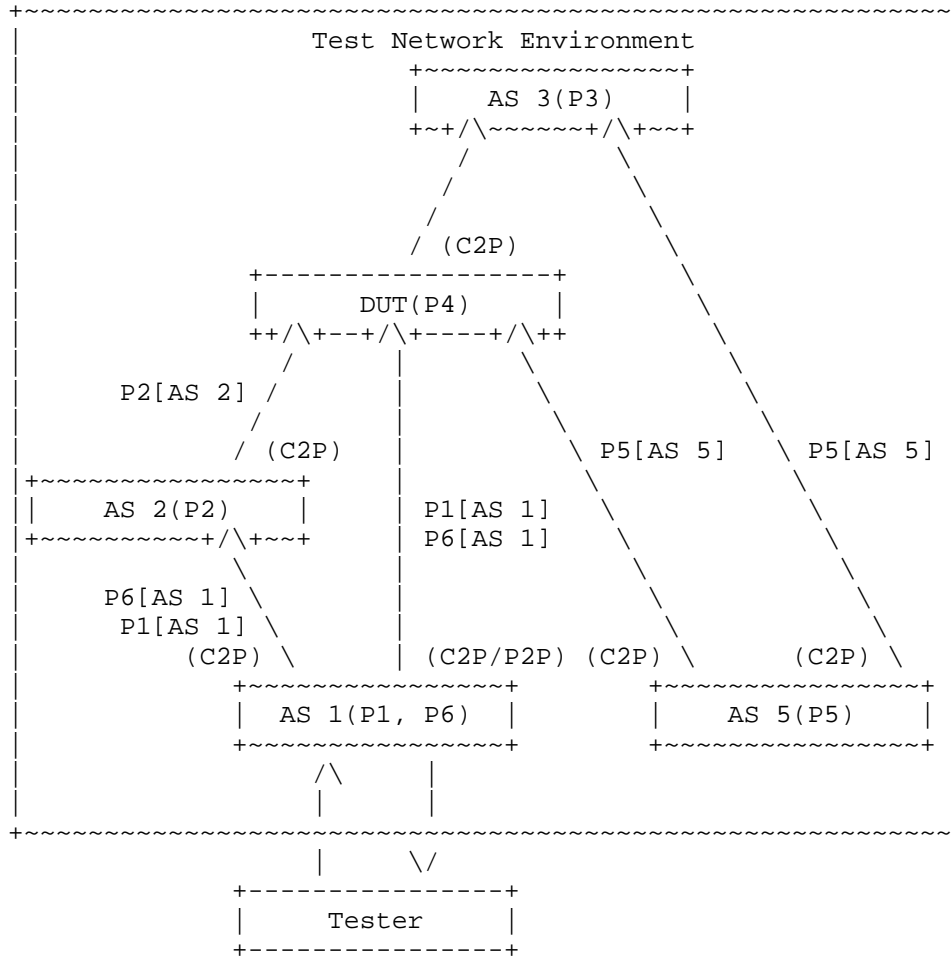 Test Network Environment
AS 3(P3)
(C2P)
DUT(P4)
P2[AS 2]
(C2P)
P5[AS 5]
P5[AS 5]
AS 2(P2)
P1[AS 1]
P6[AS 1]
P6[AS 1]
P1[AS 1]
(C2P)
(C2P/P2P)
(C2P)
(C2P)
AS 1(P1, P6)
AS 5(P5)
Tester